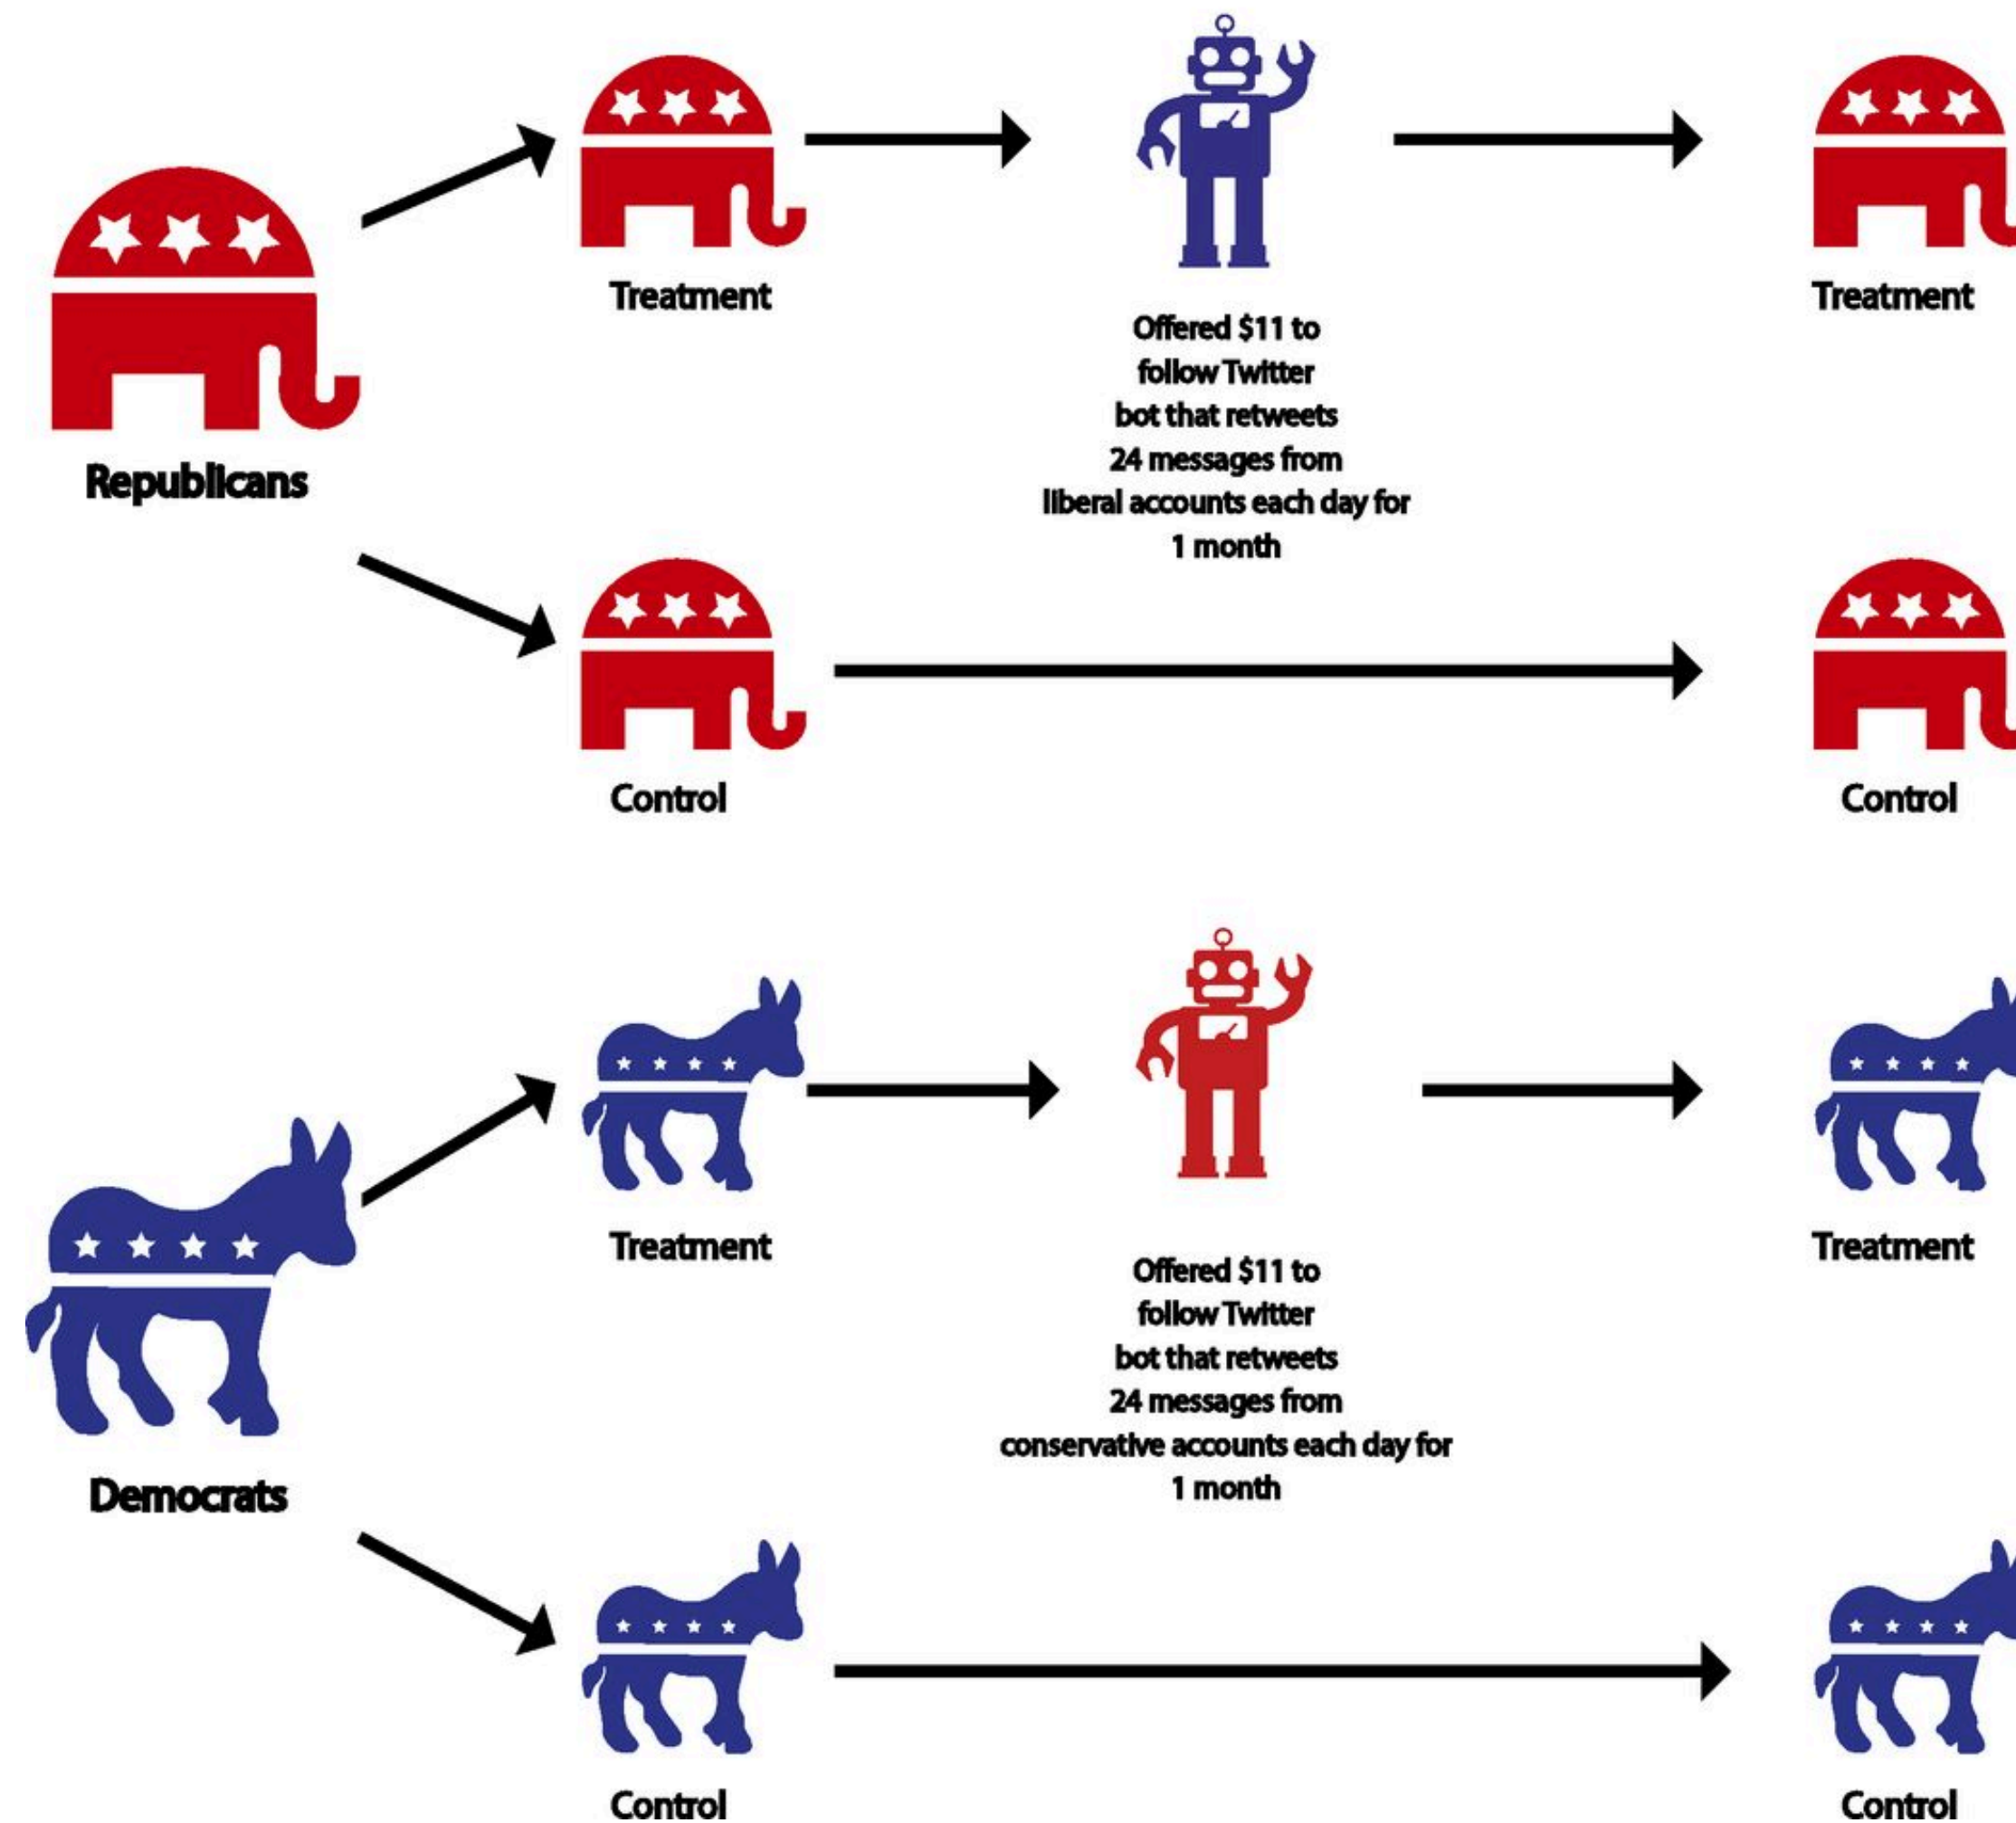 Treatment
Treatment
Offered $11 to
follow Twitter
bot that retweets
24 messages from
liberal accounts each day for
1 month
Republicans
Control
Control
Treatment
Treatment
Offered $11 to
follow Twitter
bot that retweets
24 messages from
conservative accounts each day for
1 month
Democrats
Control
Control